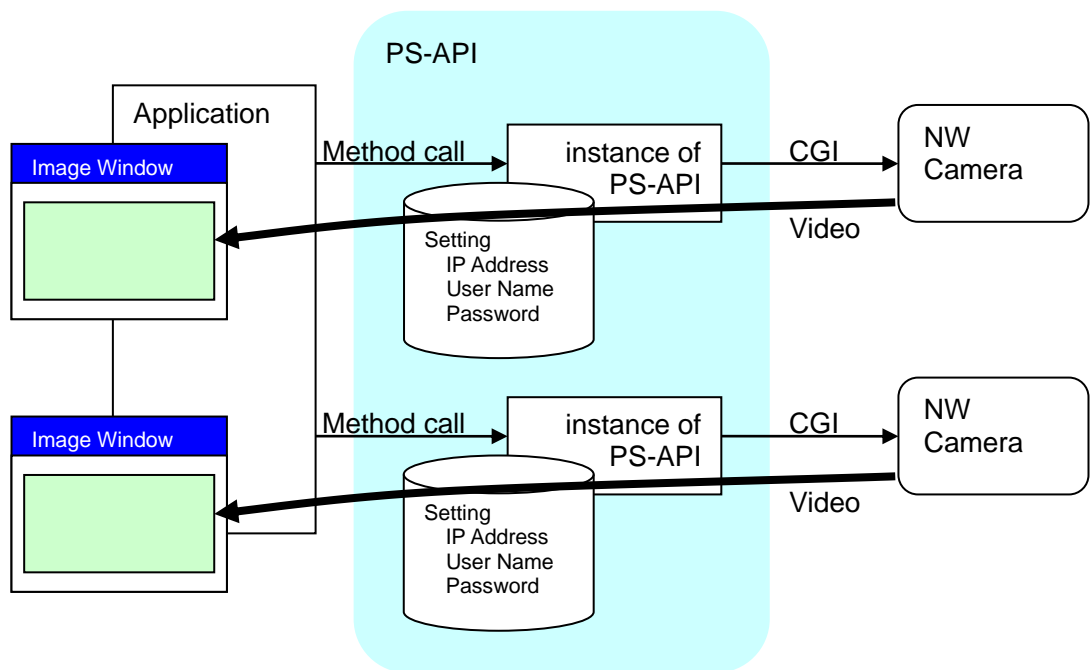 PS-API
Application
Image Window
Method call
instance of
PS-API
CGI
NW
Camera
Video
Setting
IP Address
User Name
Password
Image Window
Method call
instance of
PS-API
CGI
NW
Camera
Video
Setting
IP Address
User Name
Password